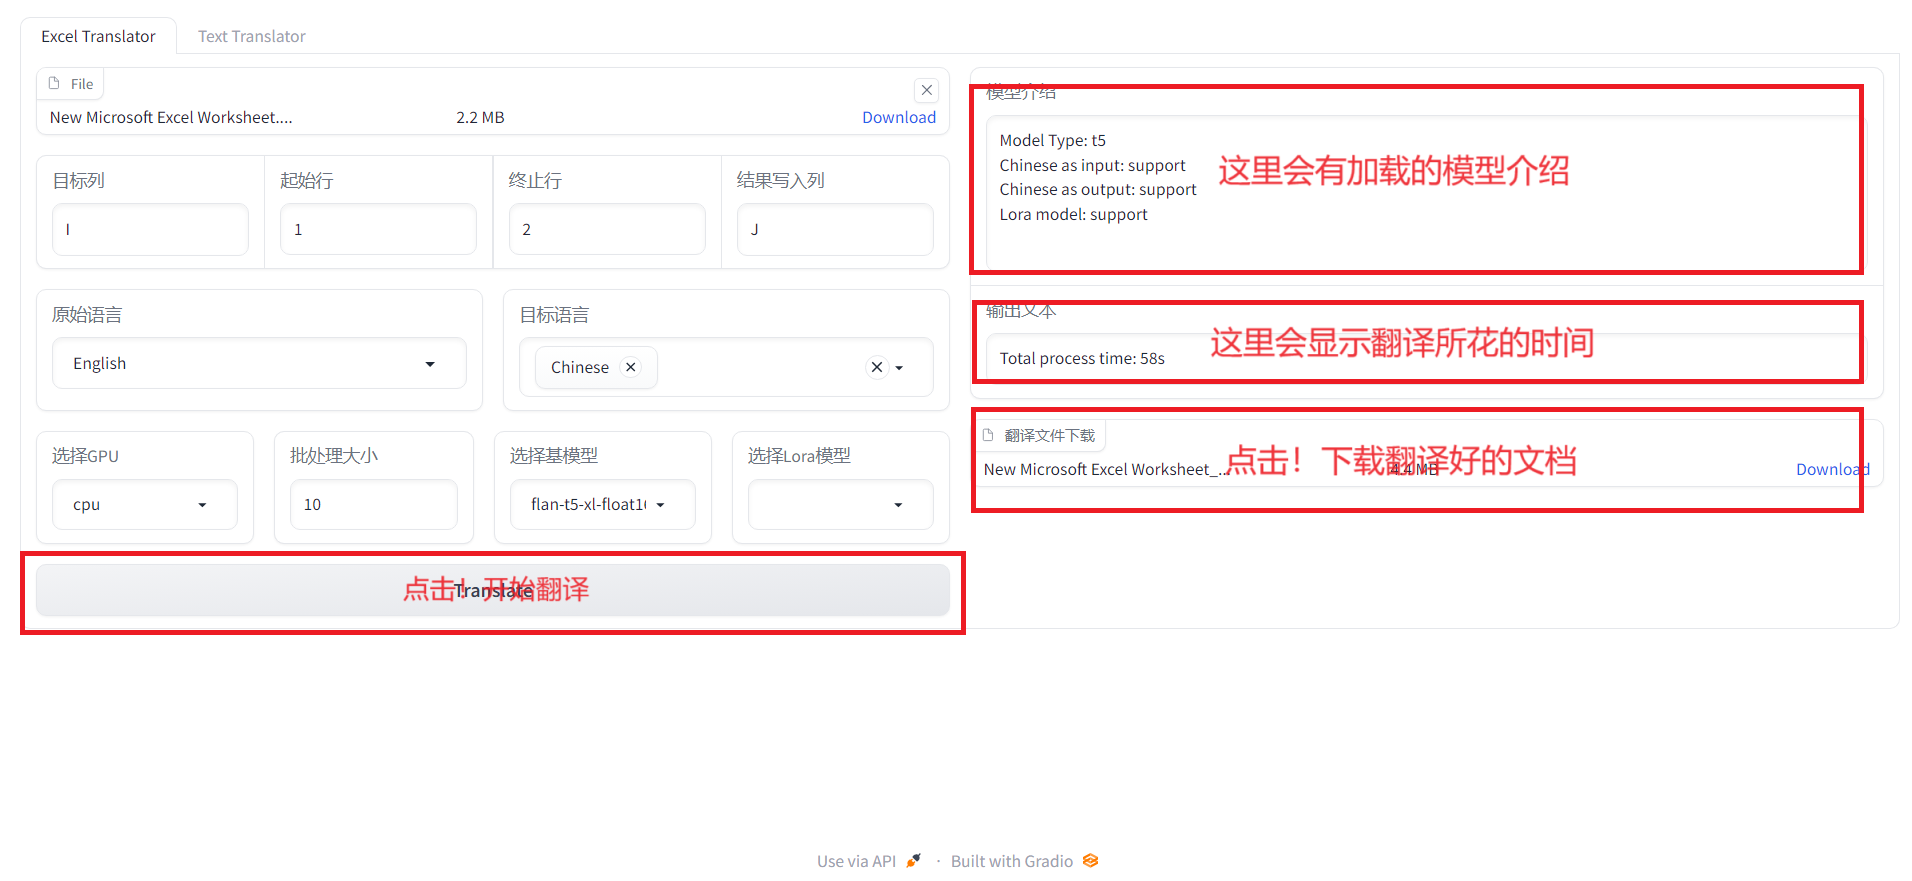 Excel Translator
Text Translator
File
New Microsoft Excel Worksheet....
2.2 MB
Download
目标列
起始行
终止行
结果写入列
I
1
2
J
原始语言
目标语言
English
Chinese
选择GPU
批处理大小
选择基模型
选择Lora模型
cpu
10
flan-t5-xl-float1
Translate
点击！开始翻译
模型介绍
Model Type: t5
Chinese as input: support
Chinese as output: support
Lora model: support
这里会有加载的模型介绍
输出文本
Total process time: 58s
这里会显示翻译所花的时间
翻译文件下载
New Microsoft Excel Worksheet_...
4.4 MB
Download
点击！下载翻译好的文档
Use via API
·
Built with Gradio